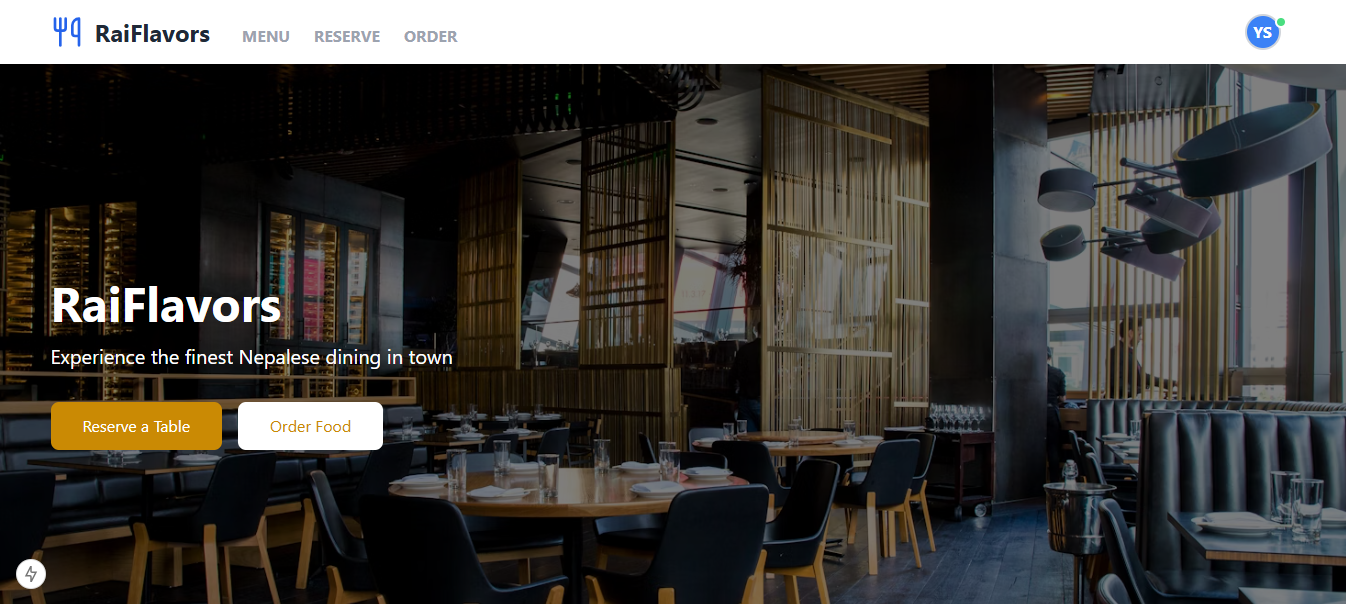 RaiFlavors MENU RESERVE ORDER YS
RaiFlavors
Experience the finest Nepalese dining in town
Reserve a Table Order Food